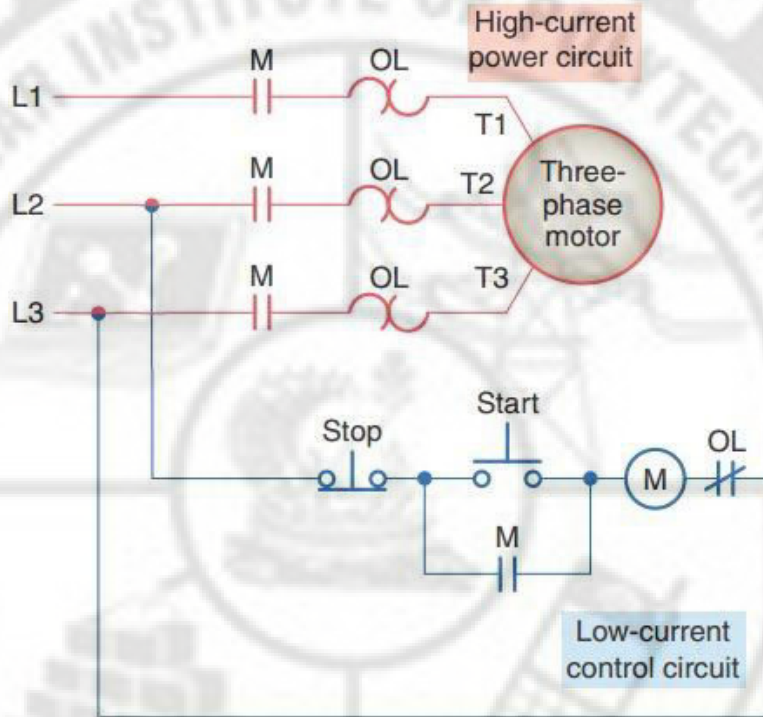 High-current
power circuit
M
OL
L1
T1
M
OL
T2
L2
Three-
phase
motor
M
OL
T3
L3
Start
Stop
OL
M
M
Low-current
control circuit
INSTITUTE